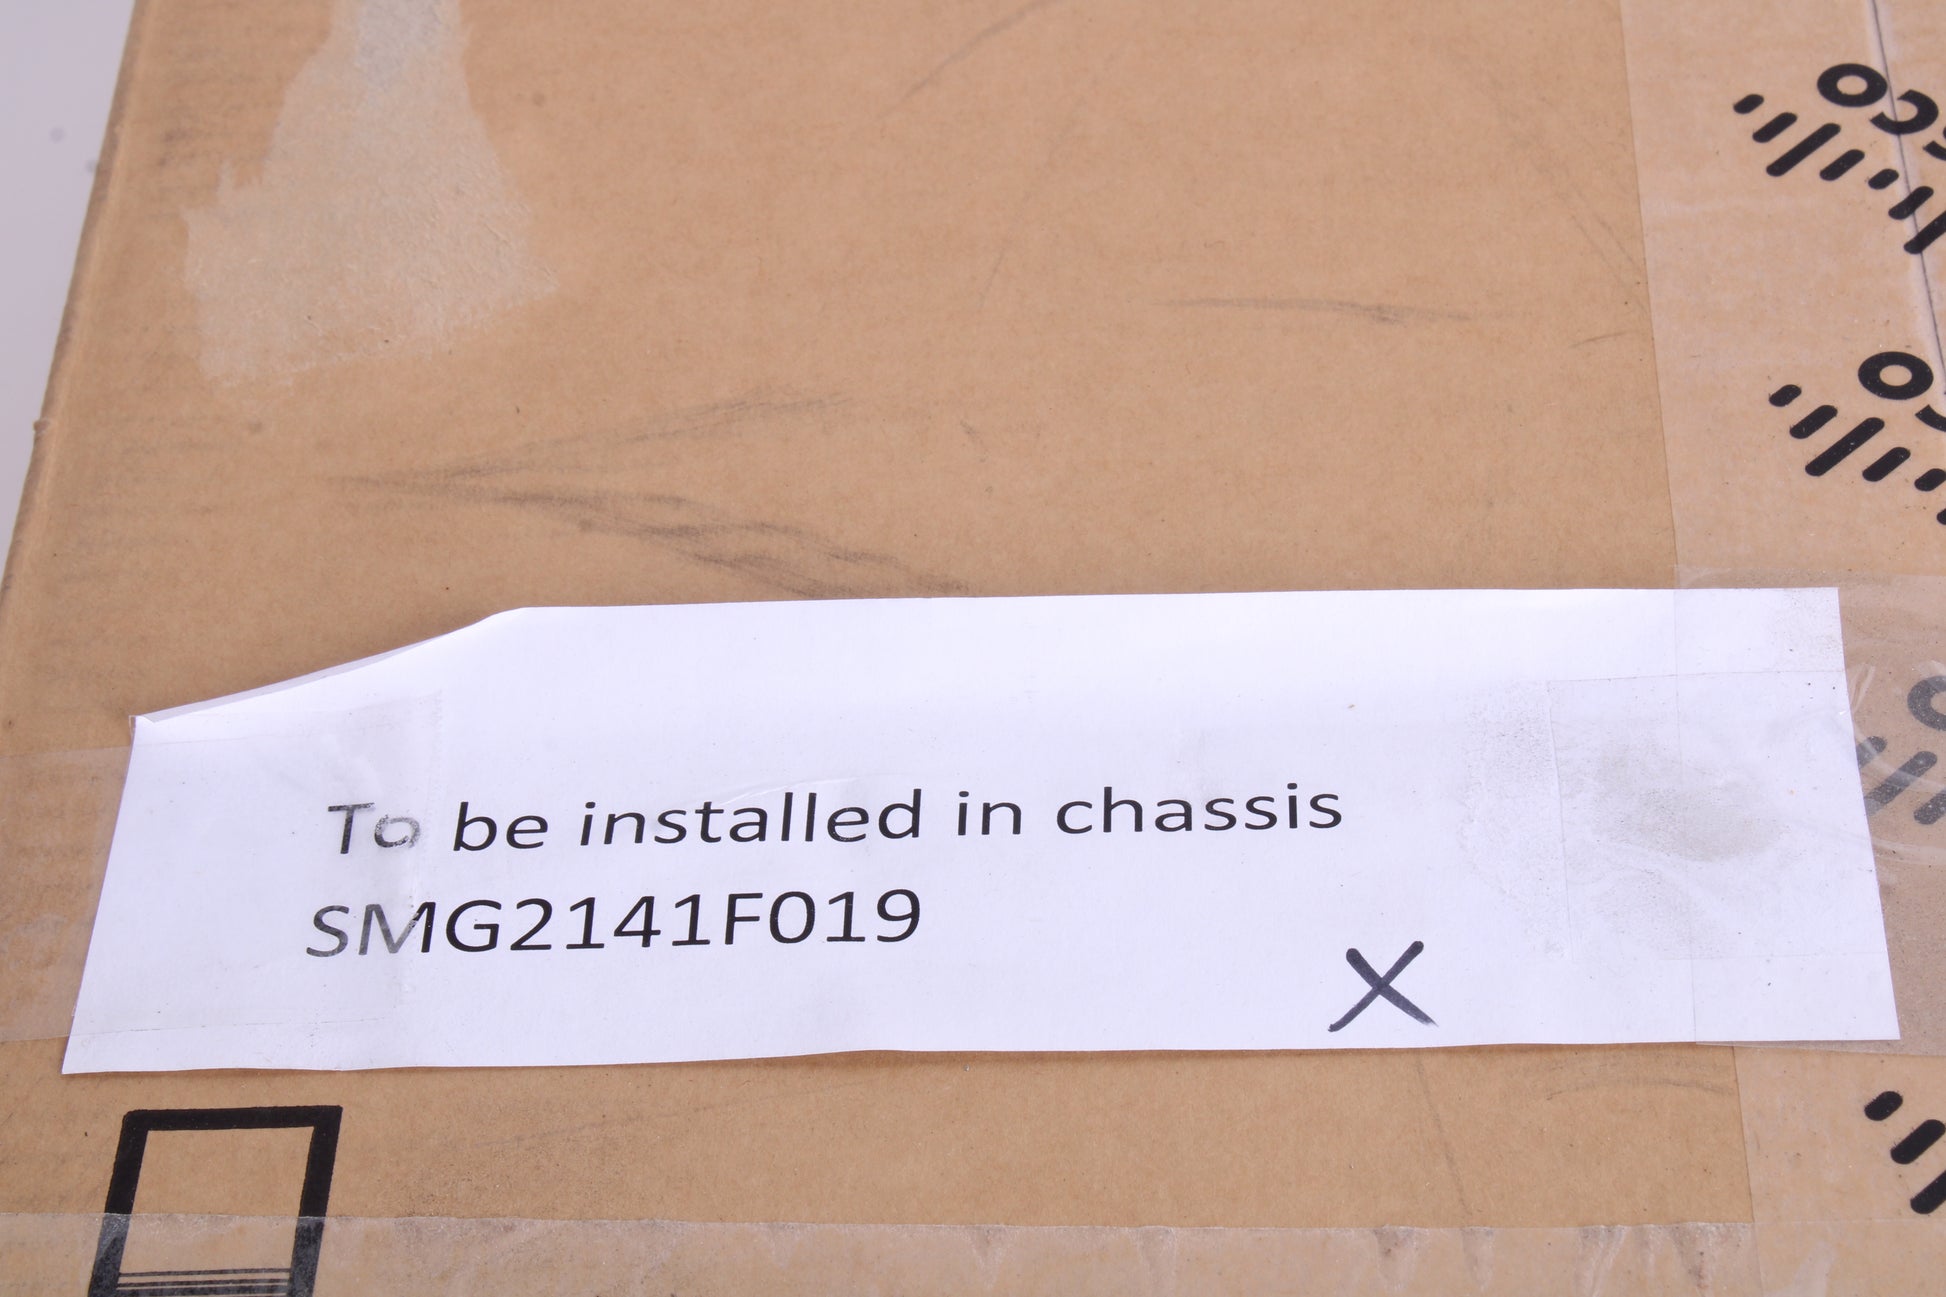 To be installed in chassis
SMG2141F019
X